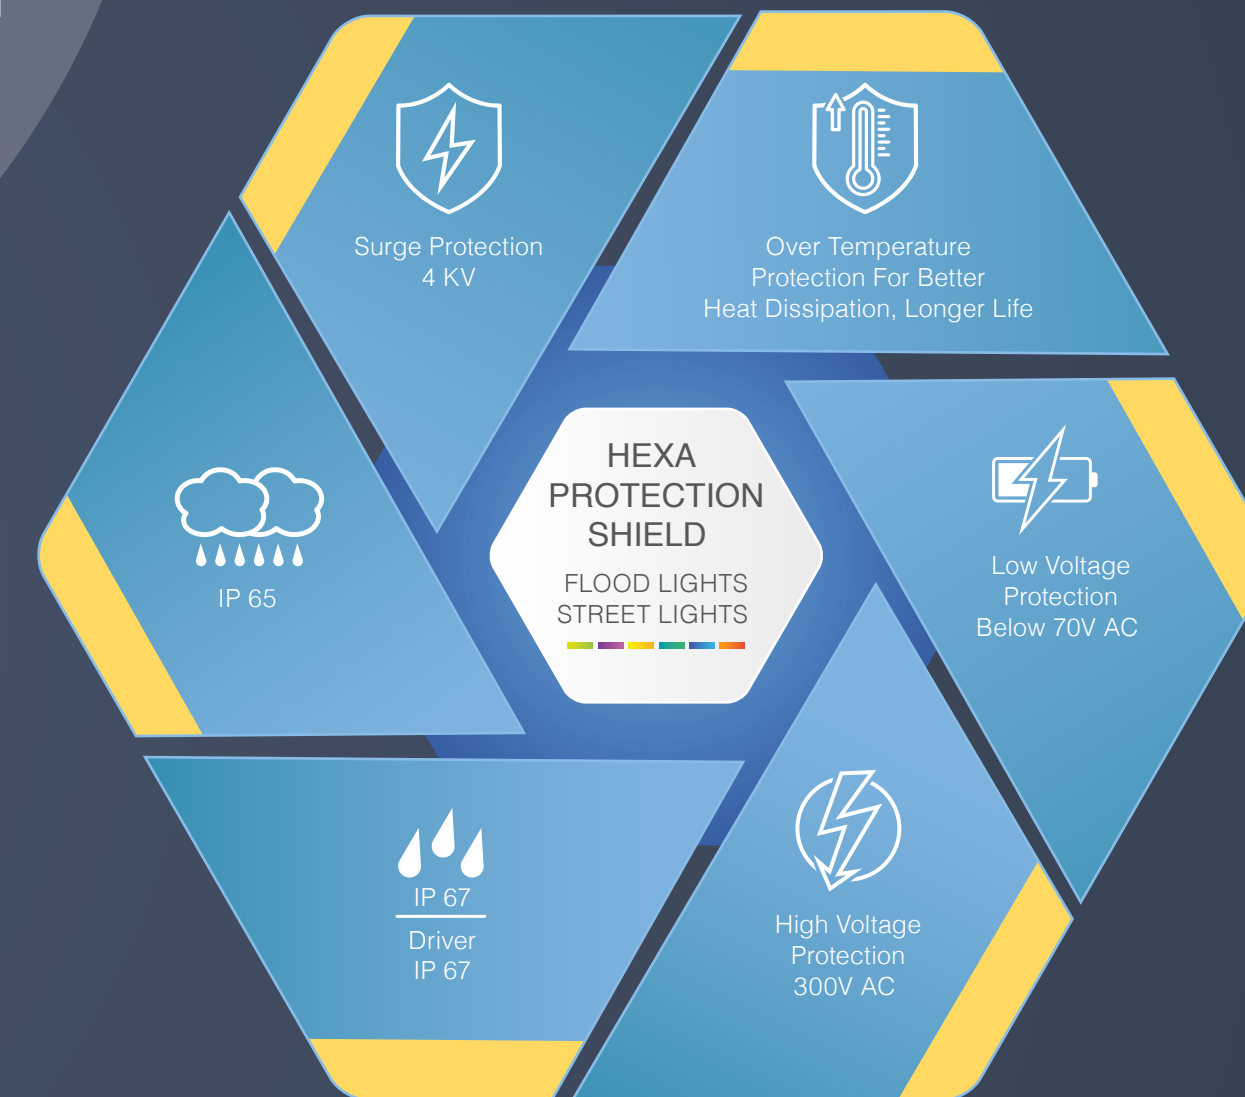 Surge Protection
4 KV
Over Temperature
Protection For Better
Heat Dissipation, Longer Life
HEXA
PROTECTION
SHIELD
FLOOD LIGHTS
STREET LIGHTS
Low Voltage
Protection
Below 70V AC
IP 65
IP 67
Driver
IP 67
High Voltage
Protection
300V AC